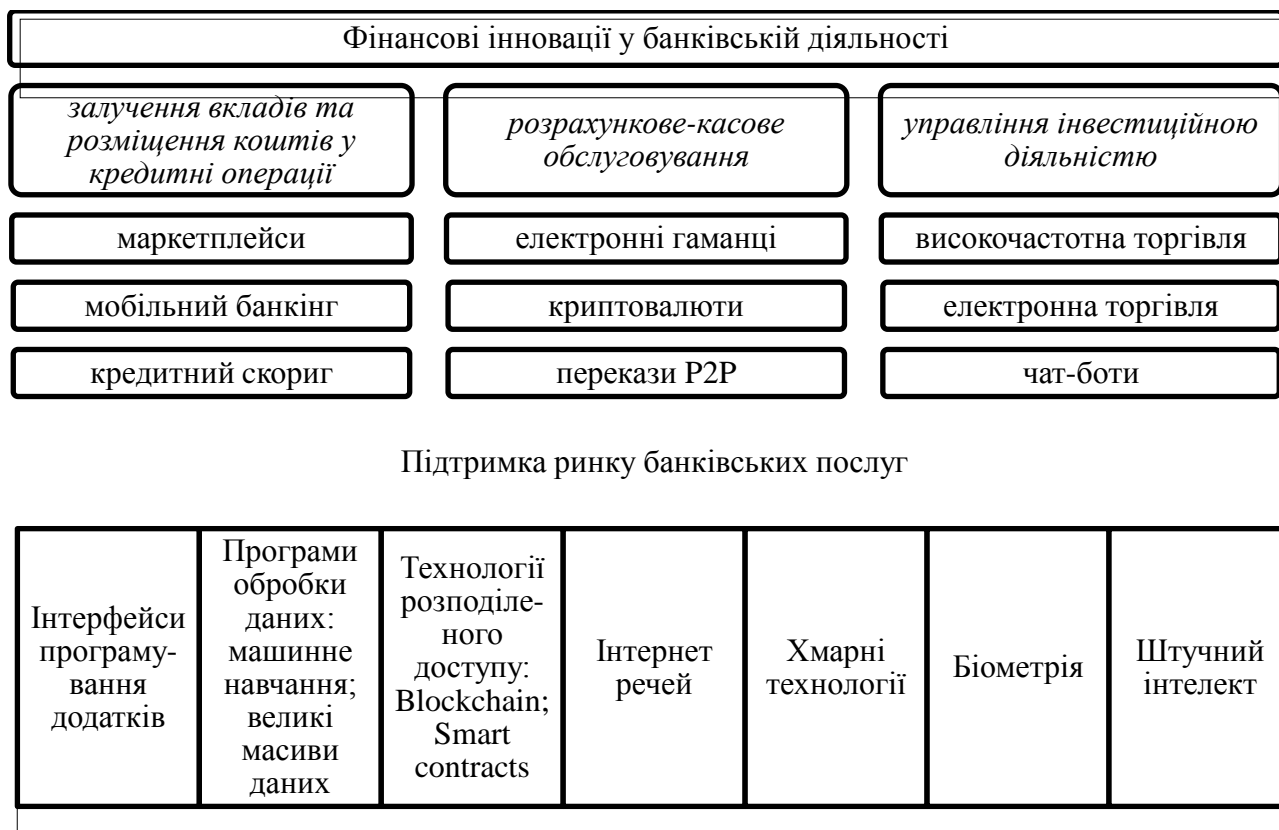 Фінансові інновації у банківській діяльності
залучення вкладів та
розміщення коштів у
кредитні операції
розрахункове-касове
обслуговування
управління інвестиційною
діяльністю
маркетплейси
електронні гаманці
високочастотна торгівля
мобільний банкінг
криптовалюти
електронна торгівля
кредитний скориг
перекази P2P
чат-боти
Підтримка ринку банківських послуг
Інтерфейси
програму-
вання
додатків
Програми
обробки
даних:
машинне
навчання;
великі
масиви
даних
Технології
розподіле-
ного
доступу:
Blockchain;
Smart
contracts
Інтернет
речей
Хмарні
технології
Біометрія
Штучний
інтелект